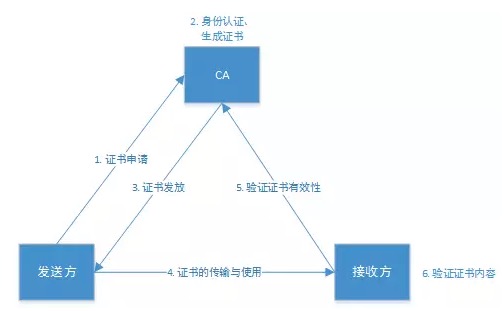 2. 身份认证、
生成证书
CA
1. 证书申请
3. 证书发放
5. 验证证书有效性
发送方
4. 证书的传输与使用
接收方
6. 验证证书内容